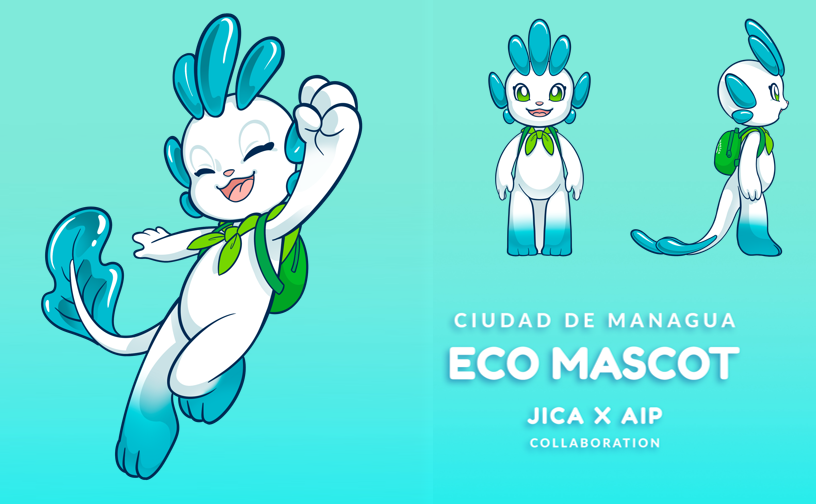 CIUDAD DE MANAGUA
ECO MASCOT
JICA X AIP
COLLABORATION